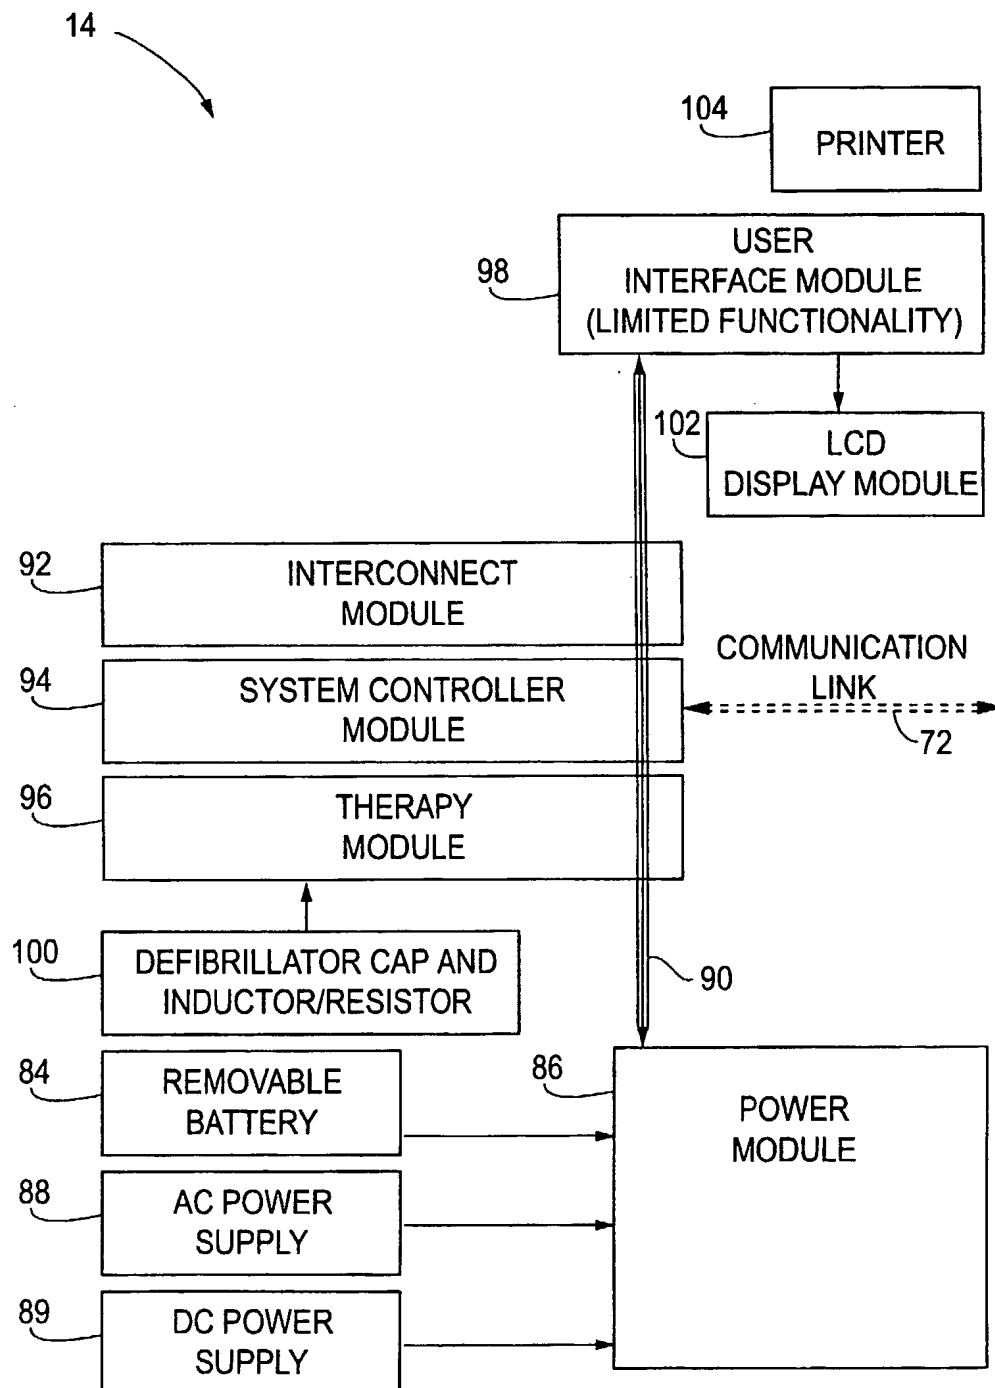 14
104
PRINTER
98
USER
INTERFACE MODULE
(LIMITED FUNCTIONALITY)
102
LCD
DISPLAY MODULE
92
INTERCONNECT
MODULE
94
SYSTEM CONTROLLER
MODULE
COMMUNICATION
LINK
72
96
THERAPY
MODULE
100
DEFIBRILLATOR CAP AND
INDUCTOR/RESISTOR
90
84
REMOVABLE
BATTERY
86
POWER
MODULE
88
AC POWER
SUPPLY
89
DC POWER
SUPPLY